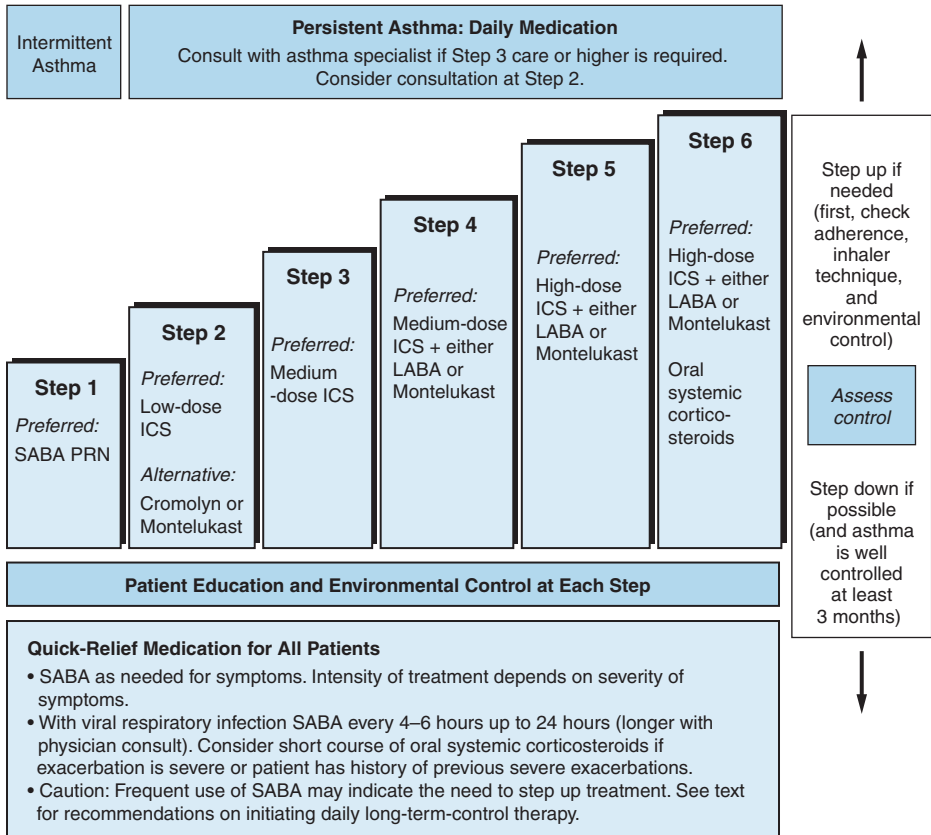 Intermittent
Asthma
Persistent Asthma: Daily Medication
Consult with asthma specialist if Step 3 care or higher is required.
Consider consultation at Step 2.
Step 1
Preferred:
SABA PRN
Step 2
Preferred:
Low-dose
ICS
Alternative:
Cromolyn or
Montelukast
Step 3
Preferred:
Medium
-dose ICS
Step 4
Preferred:
Medium-dose
ICS + either
LABA or
Montelukast
Step 5
Preferred:
High-dose
ICS + either
LABA or
Montelukast
Step 6
Preferred:
High-dose
ICS + either
LABA or
Montelukast
Oral
systemic
cortico-
steroids
Step up if
needed
(first, check
adherence,
inhaler
technique,
and
environmental
control)
Assess
control
Step down if
possible
(and asthma
is well
controlled
at least
3 months)
Patient Education and Environmental Control at Each Step
Quick-Relief Medication for All Patients
• SABA as needed for symptoms. Intensity of treatment depends on severity of
symptoms.
• With viral respiratory infection SABA every 4–6 hours up to 24 hours (longer with
physician consult). Consider short course of oral systemic corticosteroids if
exacerbation is severe or patient has history of previous severe exacerbations.
• Caution: Frequent use of SABA may indicate the need to step up treatment. See text
for recommendations on initiating daily long-term-control therapy.